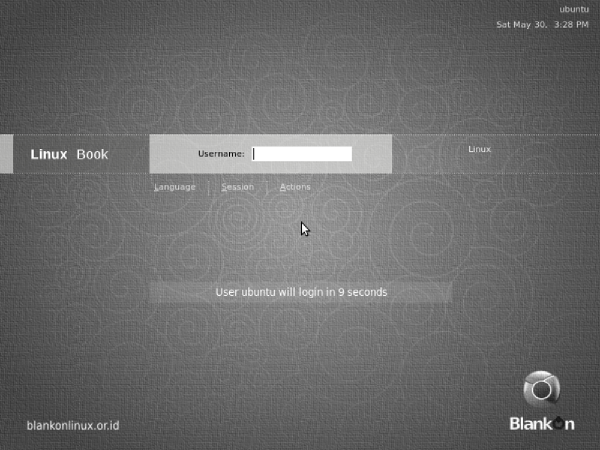 ubuntu
Sat May 30, 3:28 PM
Linux Book
Username:
Linux
Language Session Actions
User ubuntu will login in 9 seconds
BlankOn
blankonlinux.or.id